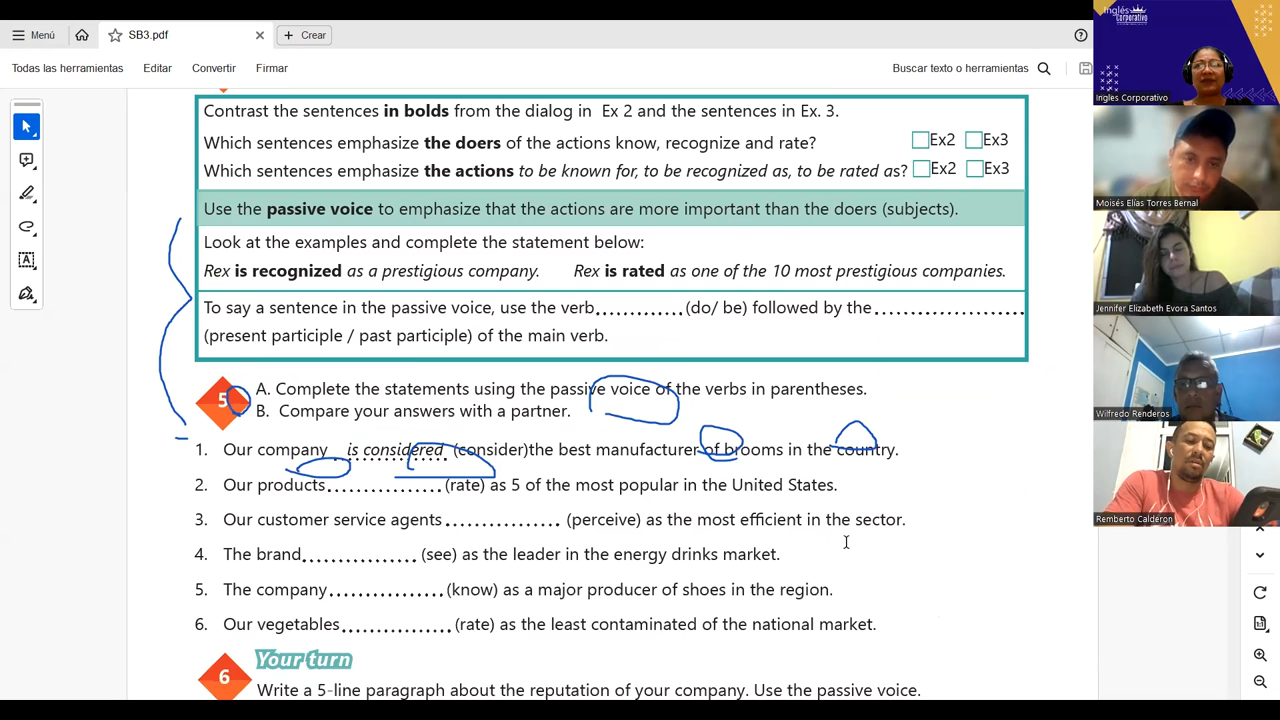 Menú
SB3.pdf
Crear
Todas las herramientas
Editar
Convertir
Firmar
Buscar texto o herramientas
Contrast the sentences in bolds from the dialog in Ex 2 and the sentences in Ex. 3.
Which sentences emphasize the doers of the actions know, recognize and rate? Ex2 Ex3
Which sentences emphasize the actions to be known for, to be recognized as, to be rated as? Ex2 Ex3
Use the passive voice to emphasize that the actions are more important than the doers (subjects).
Look at the examples and complete the statement below:
Rex is recognized as a prestigious company. Rex is rated as one of the 10 most prestigious companies.
To say a sentence in the passive voice, use the verb............. (do/ be) followed by the ......................
(present participle / past participle) of the main verb.
5
A. Complete the statements using the passive voice of the verbs in parentheses.
B. Compare your answers with a partner.
1. Our company ..is considered. (consider)the best manufacturer of brooms in the country.
2. Our products................. (rate) as 5 of the most popular in the United States.
3. Our customer service agents ................. (perceive) as the most efficient in the sector.
4. The brand................. (see) as the leader in the energy drinks market.
5. The company ................. (know) as a major producer of shoes in the region.
6. Our vegetables................. (rate) as the least contaminated of the national market.
6
Your turn
Write a 5-line paragraph about the reputation of your company. Use the passive voice.
Inglés
Corporativo
Ingles Corporativo
Moisés Elías Torres Bernal
Jennifer Elizabeth Evora Santos
Wilfredo Renderos
Remberto Calderón